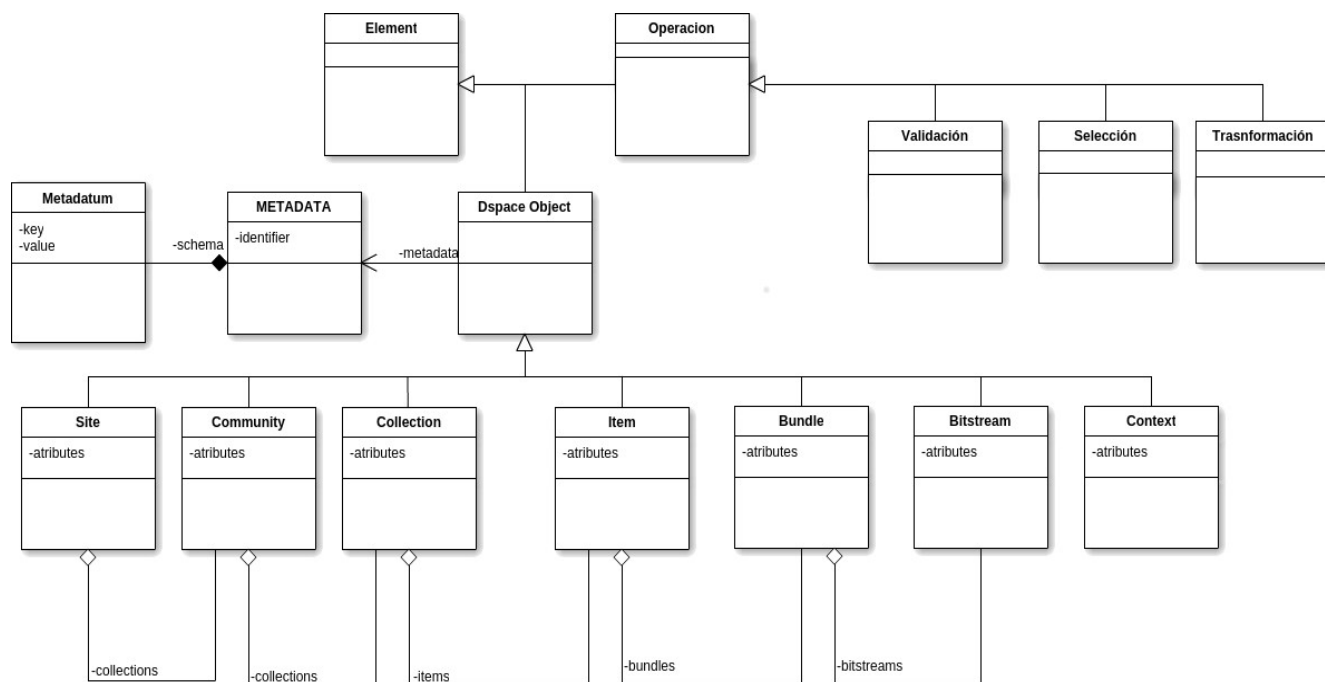 Element
Operacion
Validación
Selección
Trasnformación
Metadatum
-key
-value
-schema
METADATA
-identifier
-metadata
Dspace Object
Site
-atributes
Community
-atributes
Collection
-atributes
Item
-atributes
Bundle
-atributes
Bitstream
-atributes
Context
-atributes
-collections
-collections
-items
-bundles
-bitstreams